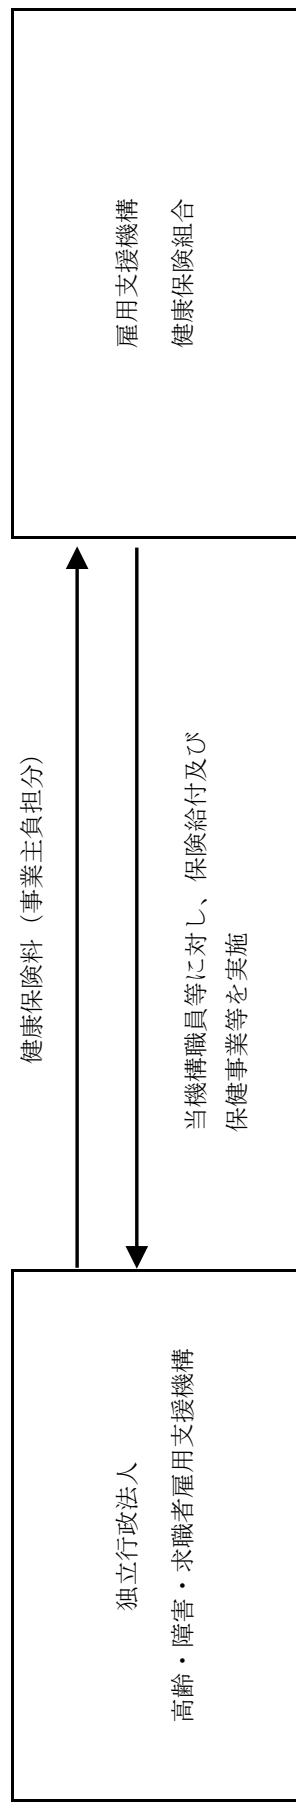 独立行政法人
高齢・障害・求職者雇用支援機構
健康保険料（事業主負担分）
当機構職員等に対し、保険給付及び
保健事業等を実施
雇用支援機構
健康保険組合